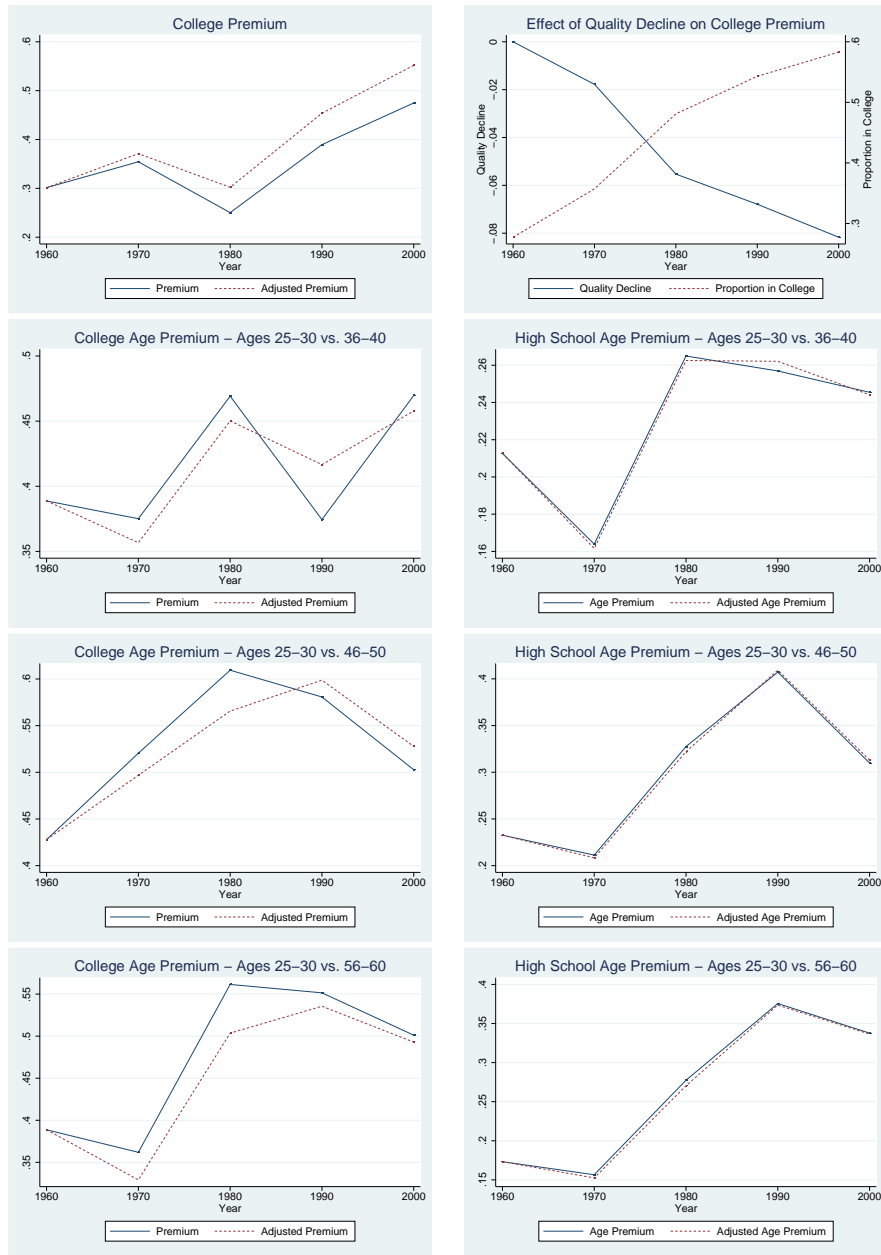 College Premium
.6
.5
.4
.3
.2
1960 1970 1980 1990 2000
Year
Premium Adjusted Premium
Effect of Quality Decline on College Premium
Quality Decline
0
−.02
−.04
−.06
−.08
Proportion in College
.6
.5
.4
.3
1960 1970 1980 1990 2000
Year
Quality Decline Proportion in College
College Age Premium − Ages 25−30 vs. 36−40
.5
.45
.4
.35
1960 1970 1980 1990 2000
Year
Premium Adjusted Premium
High School Age Premium − Ages 25−30 vs. 36−40
.26
.24
.22
.2
.18
.16
1960 1970 1980 1990 2000
Year
Age Premium Adjusted Age Premium
College Age Premium − Ages 25−30 vs. 46−50
.6
.55
.5
.45
.4
1960 1970 1980 1990 2000
Year
Premium Adjusted Premium
High School Age Premium − Ages 25−30 vs. 46−50
.4
.35
.3
.25
.2
1960 1970 1980 1990 2000
Year
Age Premium Adjusted Age Premium
College Age Premium − Ages 25−30 vs. 56−60
.55
.5
.45
.4
.35
1960 1970 1980 1990 2000
Year
Premium Adjusted Premium
High School Age Premium − Ages 25−30 vs. 56−60
.4
.35
.3
.25
.2
.15
1960 1970 1980 1990 2000
Year
Age Premium Adjusted Age Premium